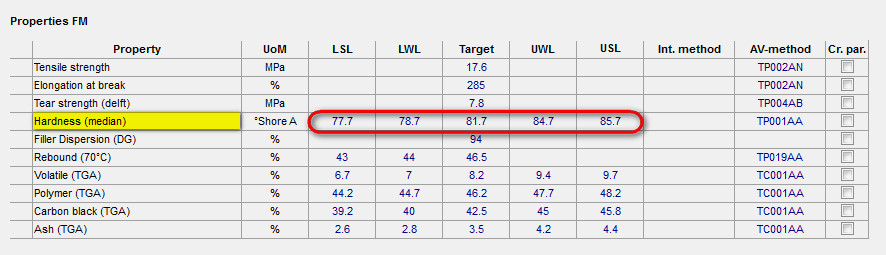 Properties FM
Property UoM LSL LWL Target UWL USL Int. method AV-method Cr. par.
Tensile strength MPa 17.6 TP002AN
Elongation at break % 285 TP002AN
Tear strength (delft) MPa 7.8 TP004AB
Hardness (median) °Shore A 77.7 78.7 81.7 84.7 85.7 TP001AA
Filler Dispersion (DG) % 94
Rebound (70°C) % 43 44 46.5 TP019AA
Volatile (TGA) % 6.7 7 8.2 9.4 9.7 TC001AA
Polymer (TGA) % 44.2 44.7 46.2 47.7 48.2 TC001AA
Carbon black (TGA) % 39.2 40 42.5 45 45.8 TC001AA
Ash (TGA) % 2.6 2.8 3.5 4.2 4.4 TC001AA